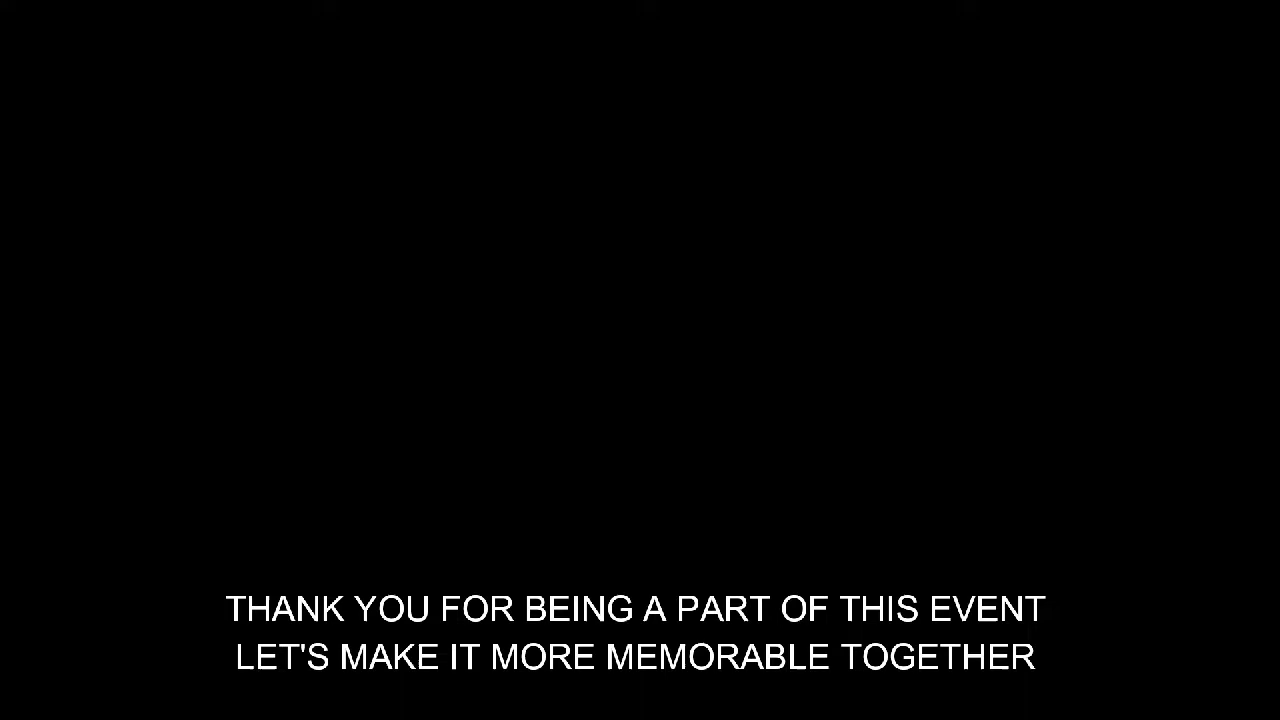 THANK YOU FOR BEING A PART OF THIS EVENT
LET'S MAKE IT MORE MEMORABLE TOGETHER